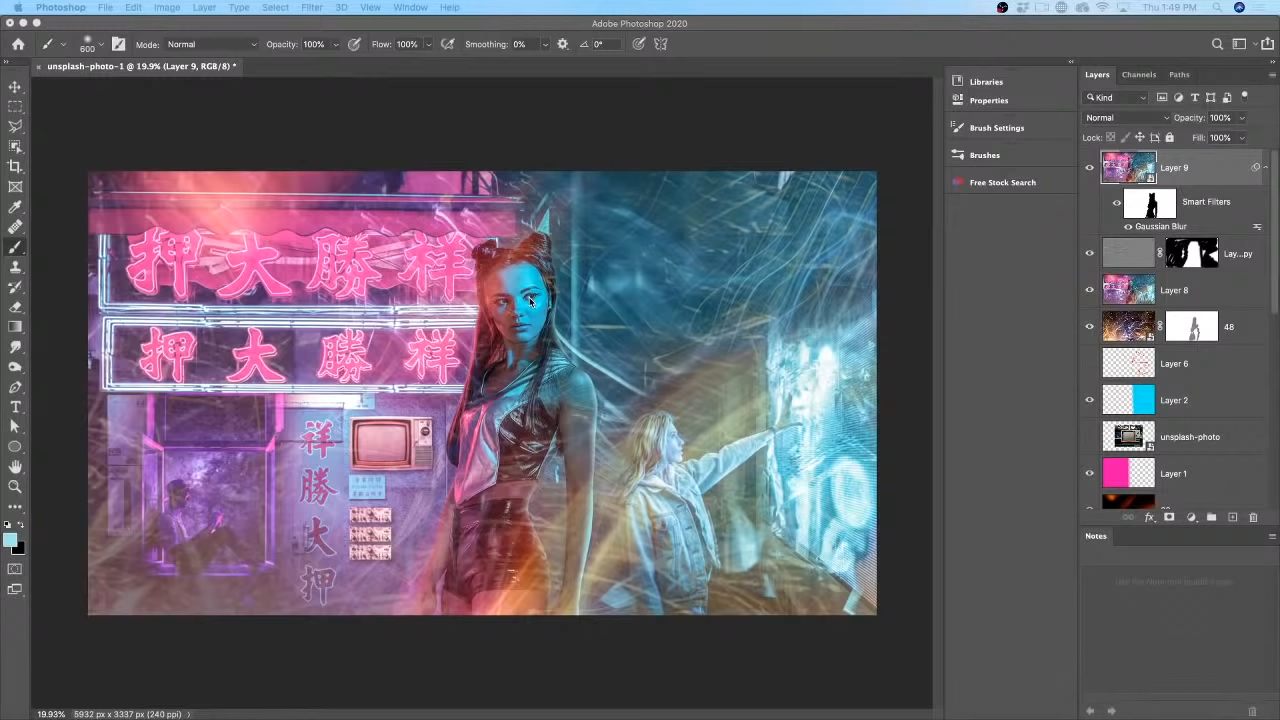 Photoshop File Edit Image Layer Type Select Filter 3D View Window Help Thu 1:49 PM
Adobe Photoshop 2020
600 Mode: Normal Opacity: 100% Flow: 100% Smoothing: 0% 0°
× unsplash-photo-1 @ 19.9% (Layer 9, RGB/8) *
Libraries
Properties
Brush Settings
Brushes
Free Stock Search
Layers Channels Paths
Kind
Normal Opacity: 100%
Lock: Fill: 100%
Layer 9
Smart Filters
Gaussian Blur
Lay...py
Layer 8
48
Layer 6
Layer 2
unsplash-photo
Layer 1
fx
Notes
押大勝祥
押大勝祥
祥
勝
大
押
19.93% 5932 px x 3337 px (240 ppi)